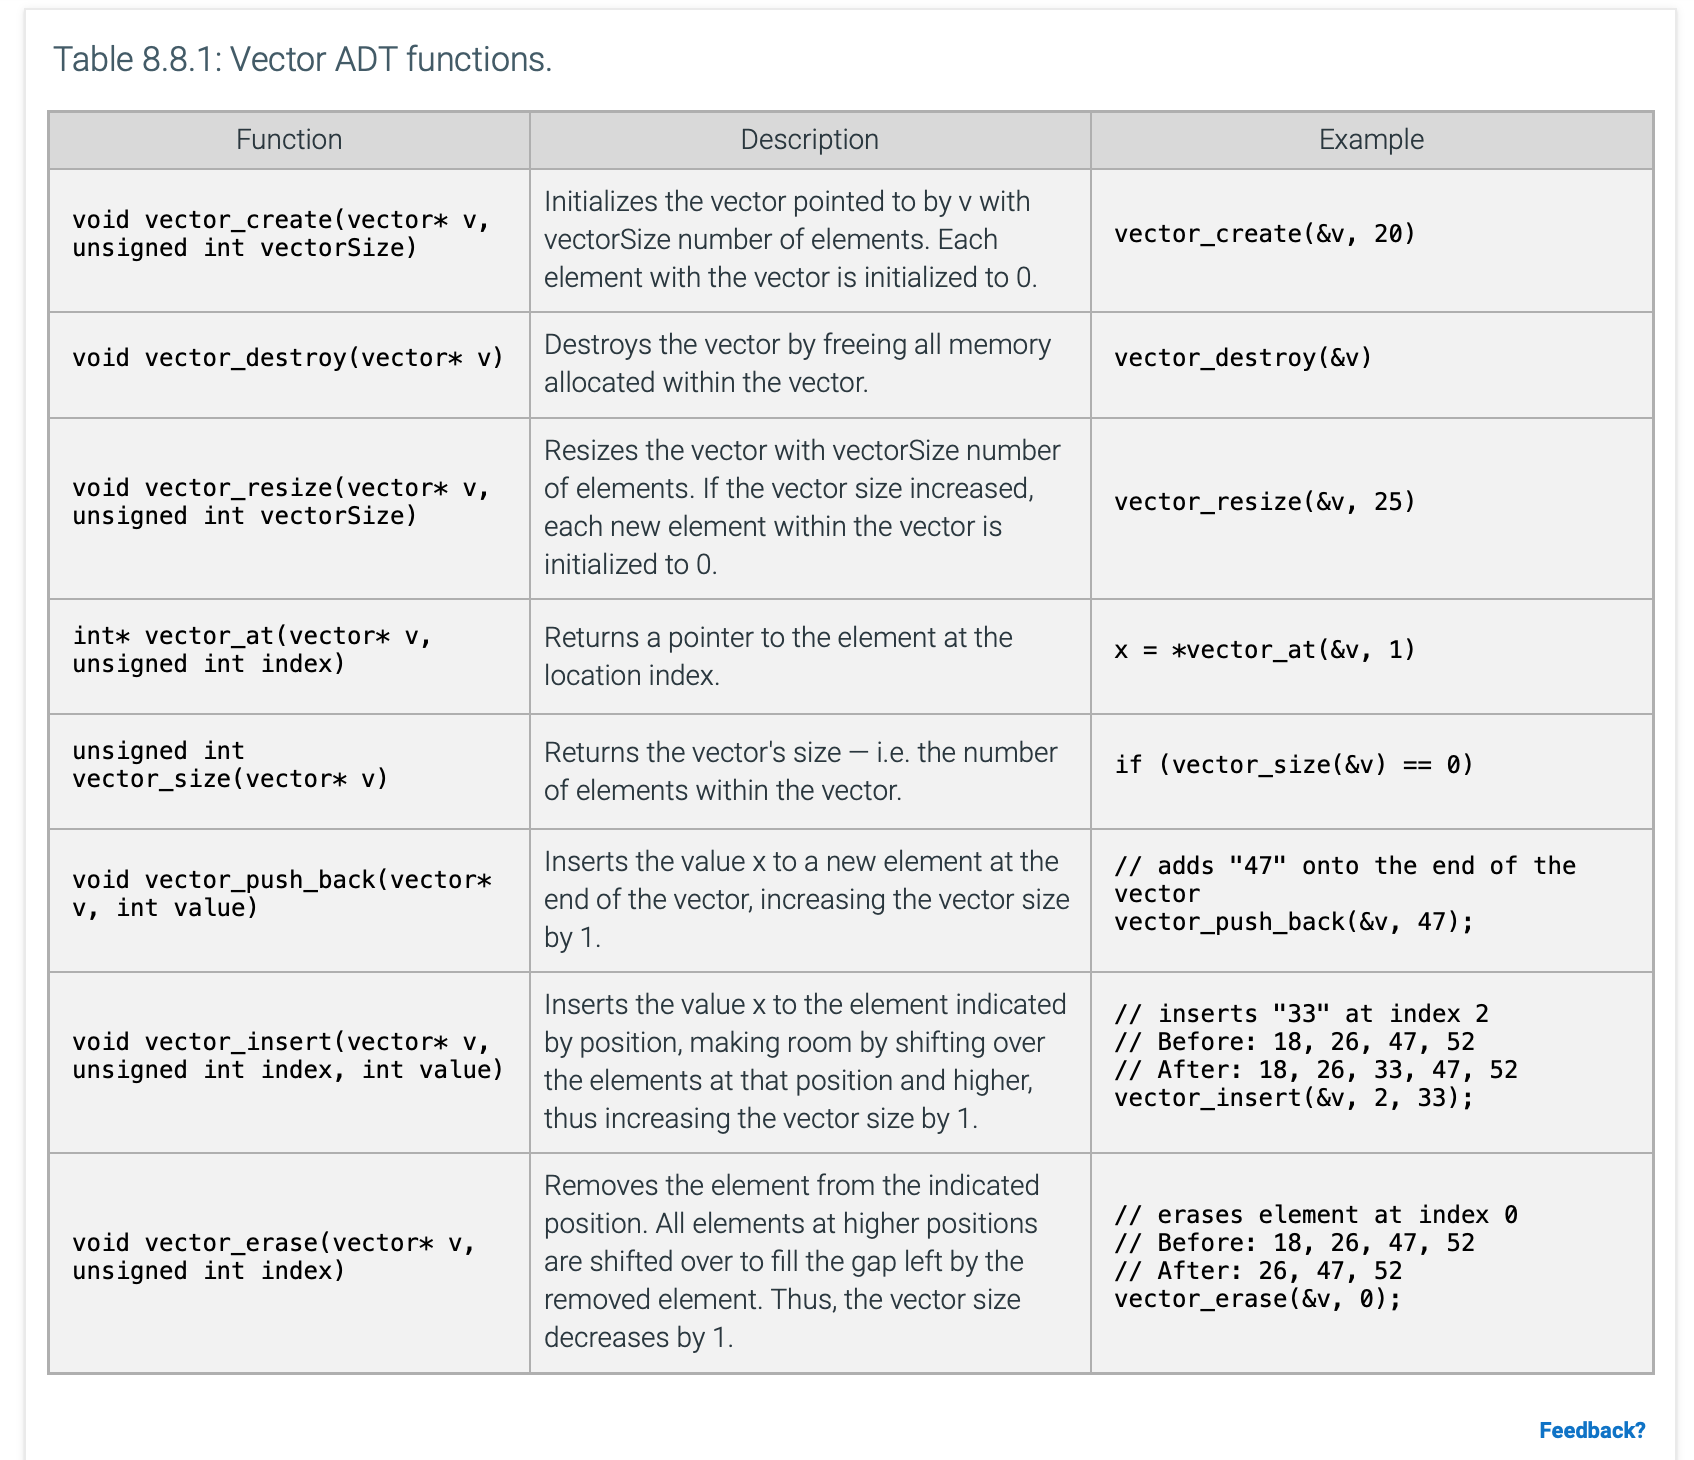 Table 8.8.1: Vector ADT functions.
Function
Description
Example
void vector_create(vector* v,
unsigned int vectorSize)
Initializes the vector pointed to by v with
vectorSize number of elements. Each
element with the vector is initialized to 0.
vector_create(&v, 20)
void vector_destroy(vector* v)
Destroys the vector by freeing all memory
allocated within the vector.
vector_destroy(&v)
void vector_resize(vector* v,
unsigned int vectorSize)
Resizes the vector with vectorSize number
of elements. If the vector size increased,
each new element within the vector is
initialized to 0.
vector_resize(&v, 25)
int* vector_at(vector* v,
unsigned int index)
Returns a pointer to the element at the
location index.
x = *vector_at(&v, 1)
unsigned int
vector_size(vector* v)
Returns the vector's size — i.e. the number
of elements within the vector.
if (vector_size(&v) == 0)
void vector_push_back(vector*
v, int value)
Inserts the value x to a new element at the
end of the vector, increasing the vector size
by 1.
// adds "47" onto the end of the
vector
vector_push_back(&v, 47);
void vector_insert(vector* v,
unsigned int index, int value)
Inserts the value x to the element indicated
by position, making room by shifting over
the elements at that position and higher,
thus increasing the vector size by 1.
// inserts "33" at index 2
// Before: 18, 26, 47, 52
// After: 18, 26, 33, 47, 52
vector_insert(&v, 2, 33);
void vector_erase(vector* v,
unsigned int index)
Removes the element from the indicated
position. All elements at higher positions
are shifted over to fill the gap left by the
removed element. Thus, the vector size
decreases by 1.
// erases element at index 0
// Before: 18, 26, 47, 52
// After: 26, 47, 52
vector_erase(&v, 0);
Feedback?